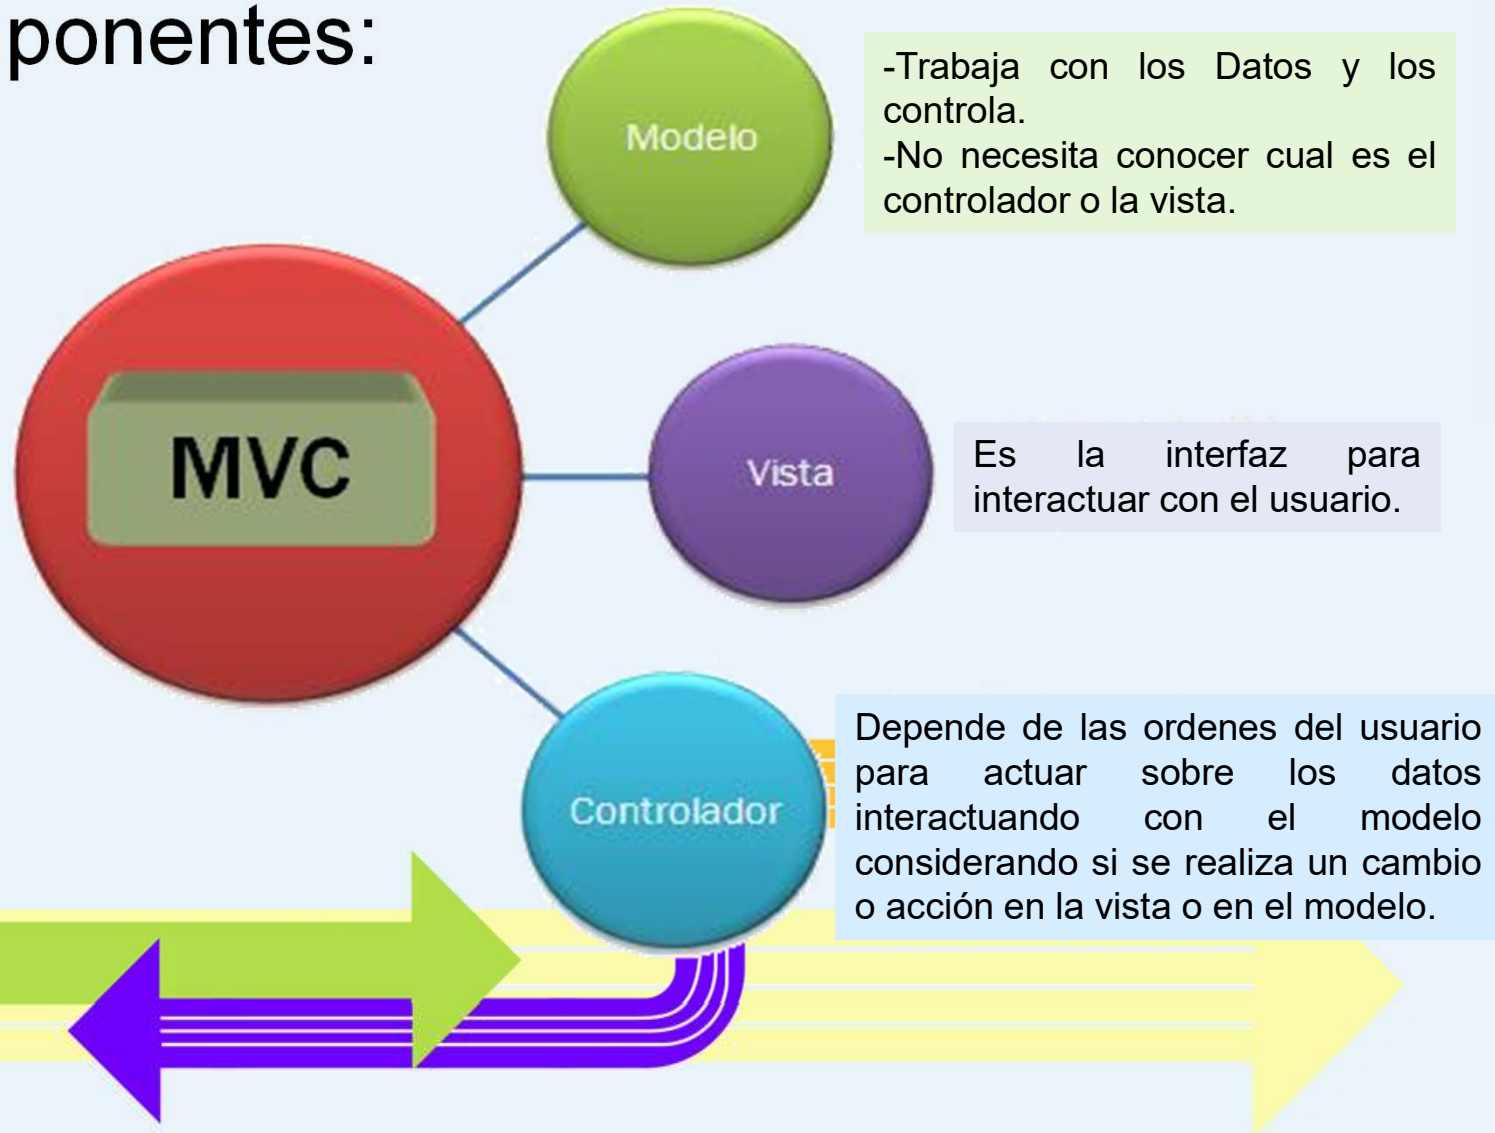 ponentes:
Modelo
-Trabaja con los Datos y los
controla.
-No necesita conocer cual es el
controlador o la vista.
MVC
Vista
Es la interfaz para
interactuar con el usuario.
Controlador
Depende de las ordenes del usuario
para actuar sobre los datos
interactuando con el modelo
considerando si se realiza un cambio
o acción en la vista o en el modelo.